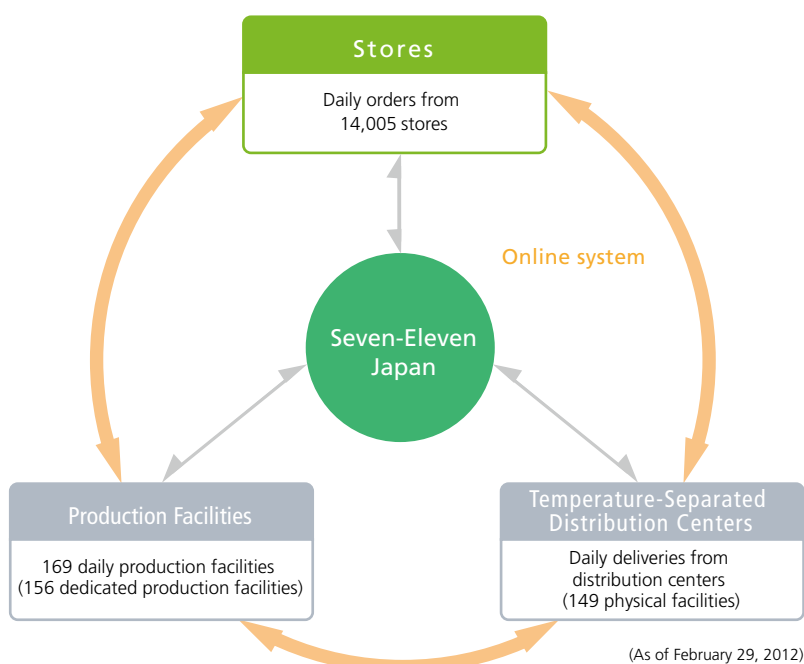 Stores
Daily orders from
14,005 stores
Online system
Seven-Eleven
Japan
Production Facilities
169 daily production facilities
(156 dedicated production facilities)
Temperature-Separated
Distribution Centers
Daily deliveries from
distribution centers
(149 physical facilities)
(As of February 29, 2012)